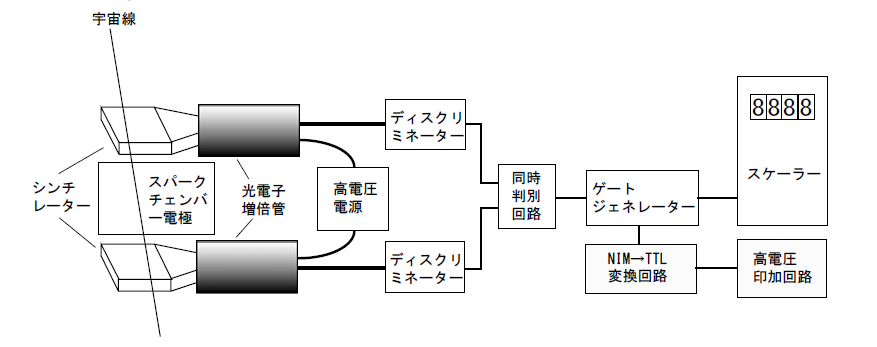 宇宙線
ディスクリ
ミネーター
8888
スケーラー
シンチ
レーター
スパーク
チェンバ
ー電極
光電子
増倍管
高電圧
電源
同時
判別
回路
ゲート
ジェネレーター
ディスクリ
ミネーター
NIM→TTL
変換回路
高電圧
印加回路